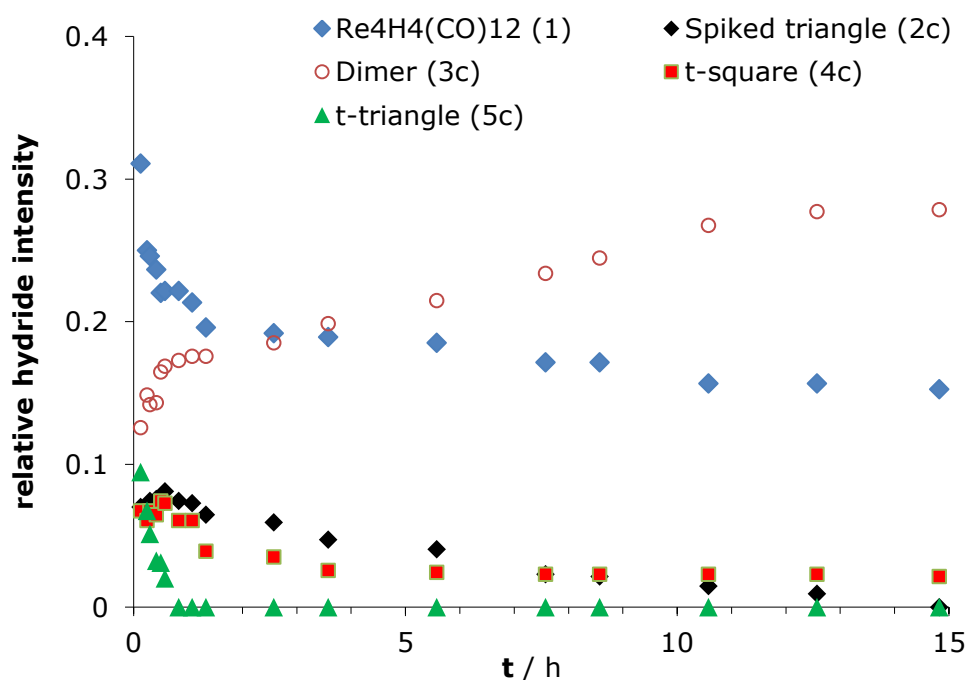 Re4H4(CO)12 (1)
Spiked triangle (2c)
Dimer (3c)
t-square (4c)
t-triangle (5c)
relative hydride intensity
0.4
0.3
0.2
0.1
0
0 5 10 15
t / h